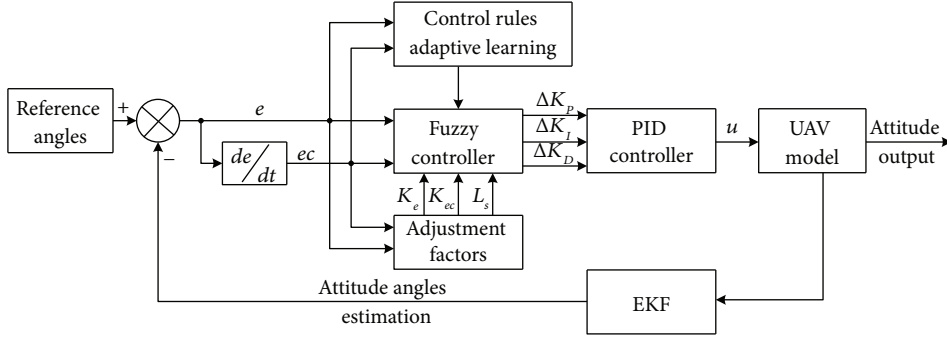 Control rules
adaptive learning
Reference
angles
+
−
e
de/dt
ec
Fuzzy
controller
ΔK_P
ΔK_I
ΔK_D
PID
controller
u
UAV
model
Attitude
output
K_e K_ec L_s
Adjustment
factors
Attitude angles
estimation
EKF